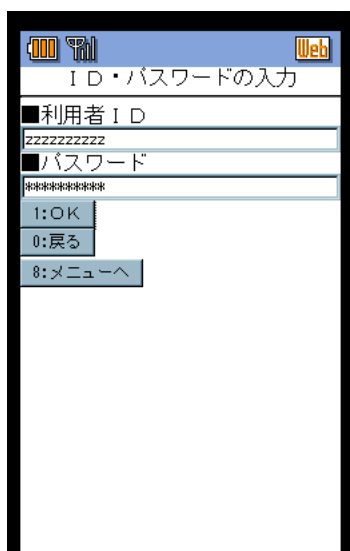 Web
ＩＤ・パスワードの入力
■利用者ＩＤ
zzzzzzzzzz
■パスワード
**********
1:ＯＫ
0:戻る
8:メニューへ